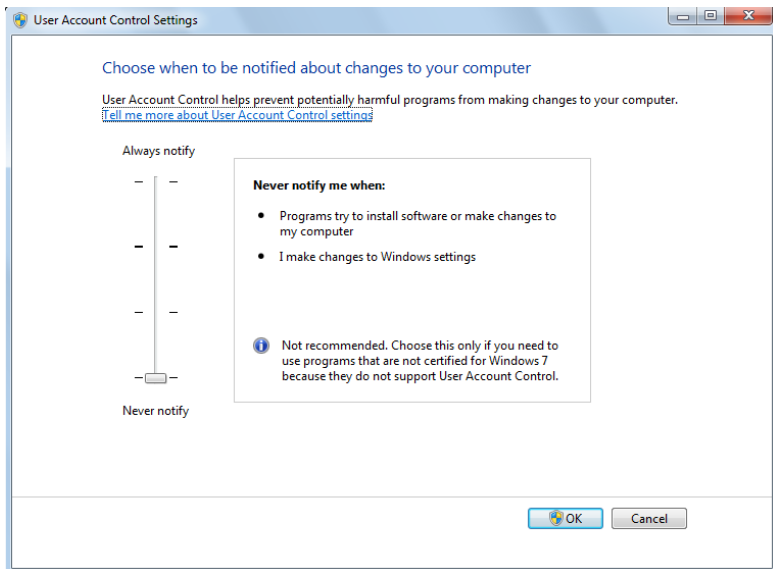 User Account Control Settings
Choose when to be notified about changes to your computer
User Account Control helps prevent potentially harmful programs from making changes to your computer.
Tell me more about User Account Control settings
Always notify
Never notify me when:
Programs try to install software or make changes to
my computer
I make changes to Windows settings
Not recommended. Choose this only if you need to
use programs that are not certified for Windows 7
because they do not support User Account Control.
Never notify
OK
Cancel